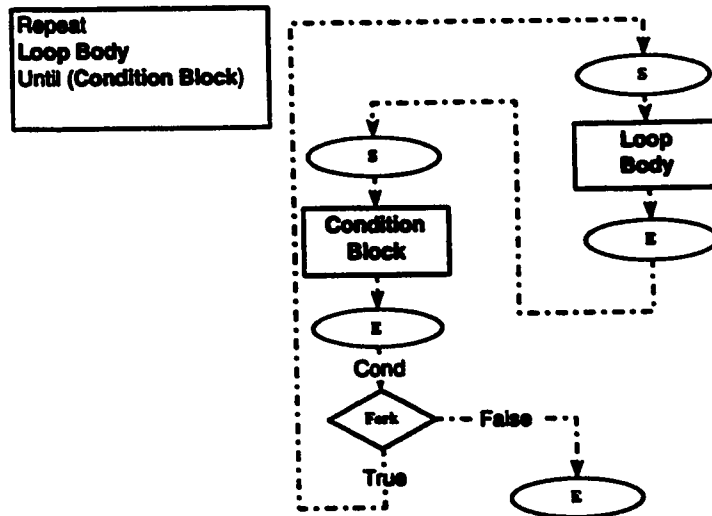 Repeat
Loop Body
Until (Condition Block)
S
Loop
Body
E
S
Condition
Block
E
Cond
Fork
False
True
E